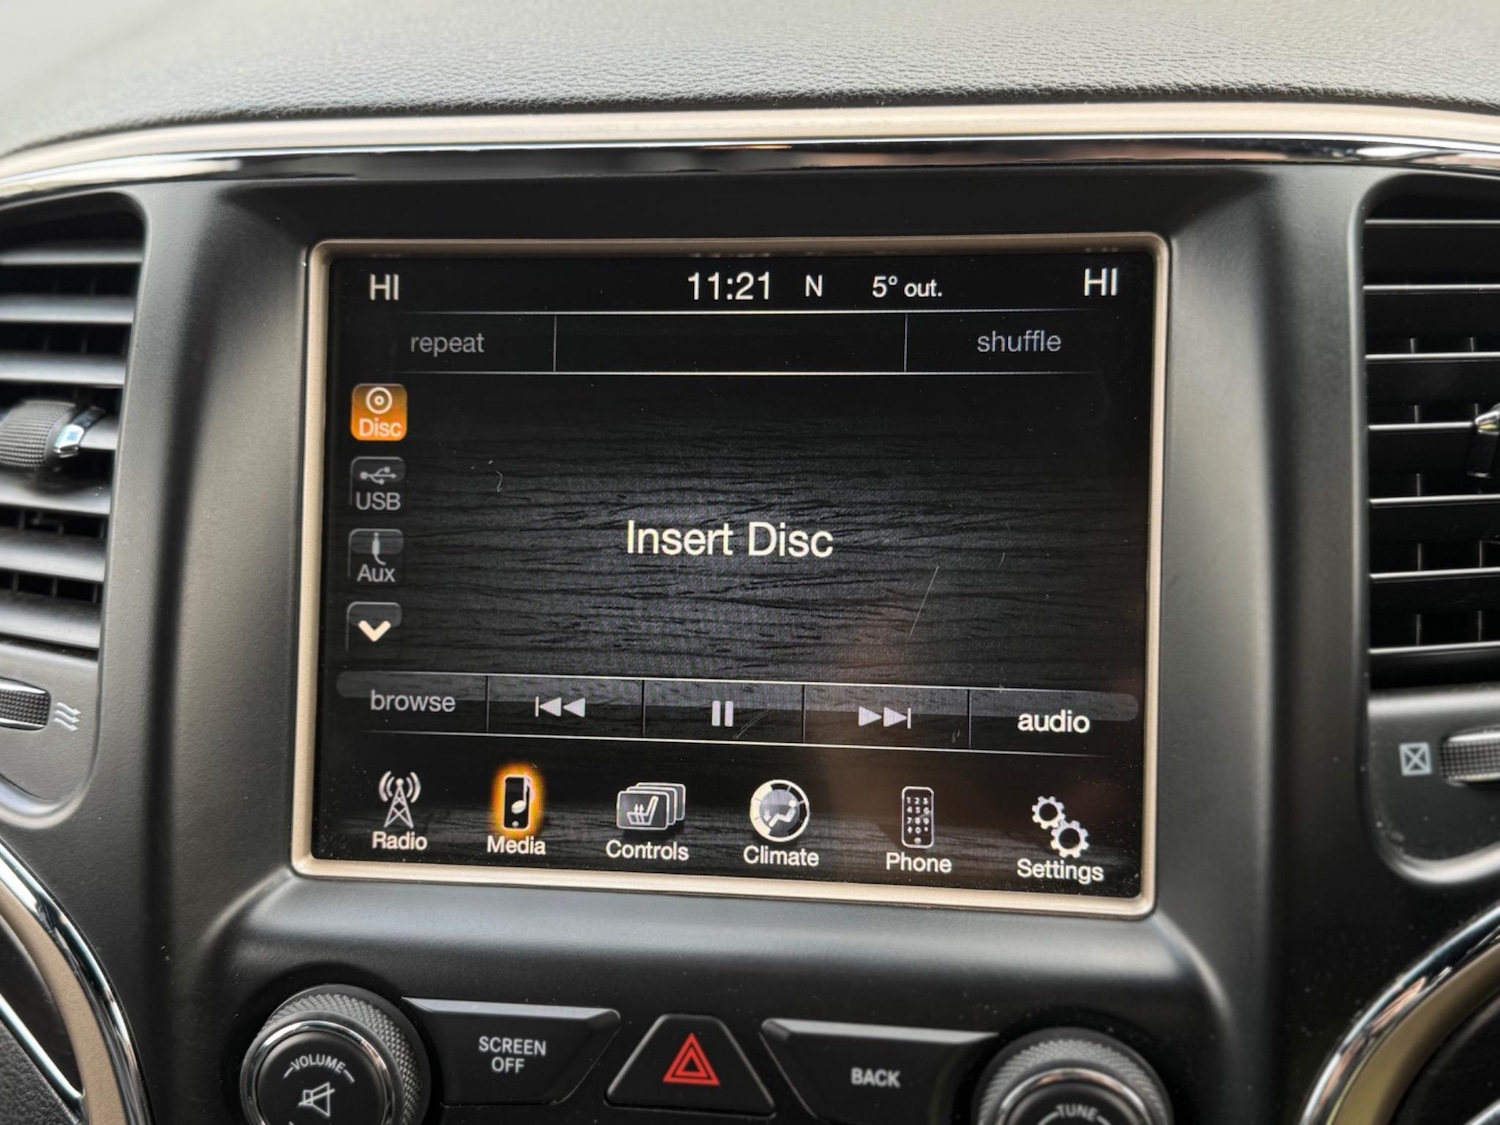 HI 11:21 N 5° out. HI
repeat shuffle
Disc
USB
Insert Disc
Aux
browse audio
Radio Media Controls Climate Phone Settings
VOLUME
SCREEN
OFF
BACK
TUNE